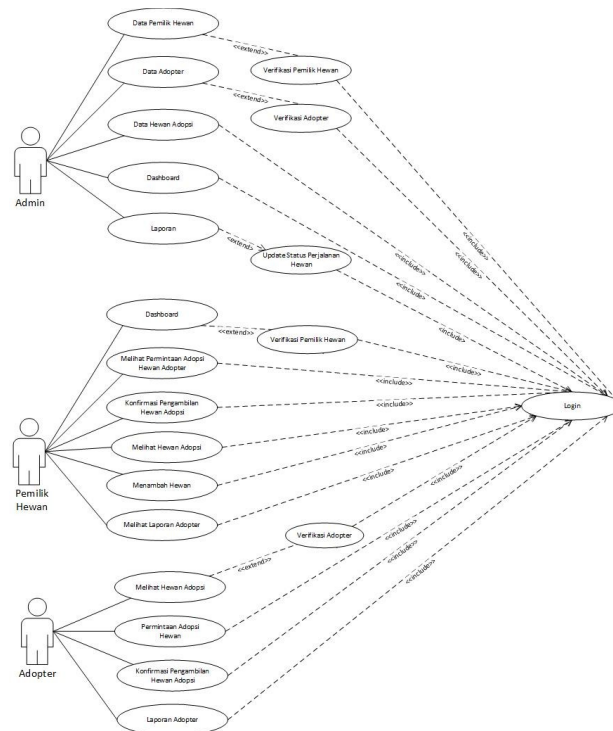 Data Pemilik Hewan
<<extend>>
Verifikasi Pemilik Hewan
Data Adopter
<<extend>>
Verifikasi Adopter
Data Hewan Adopsi
Admin
Dashboard
Laporan
<extend>
Update Status Perjalanan
Hewan
<<include>>
<<include>>
<<include>>
<<include>>
<include>
Dashboard
<<extend>>
Verifikasi Pemilik Hewan
<<include>>
Melihat Permintaan Adopsi
Hewan Adopter
<<include>>
Konfirmasi Pengambilan
Hewan Adopsi
<<include>>
Login
Pemilik
Hewan
Melihat Hewan Adopsi
<<include>>
Menambah Hewan
<<include>>
Melihat Laporan Adopter
<<include>>
Verifikasi Adopter
<<include>>
<<extend>>
Melihat Hewan Adopsi
<<include>>
Permintaan Adopsi
Hewan
<<include>>
Adopter
Konfirmasi Pengambilan
Hewan Adopsi
<<include>>
Laporan Adopter